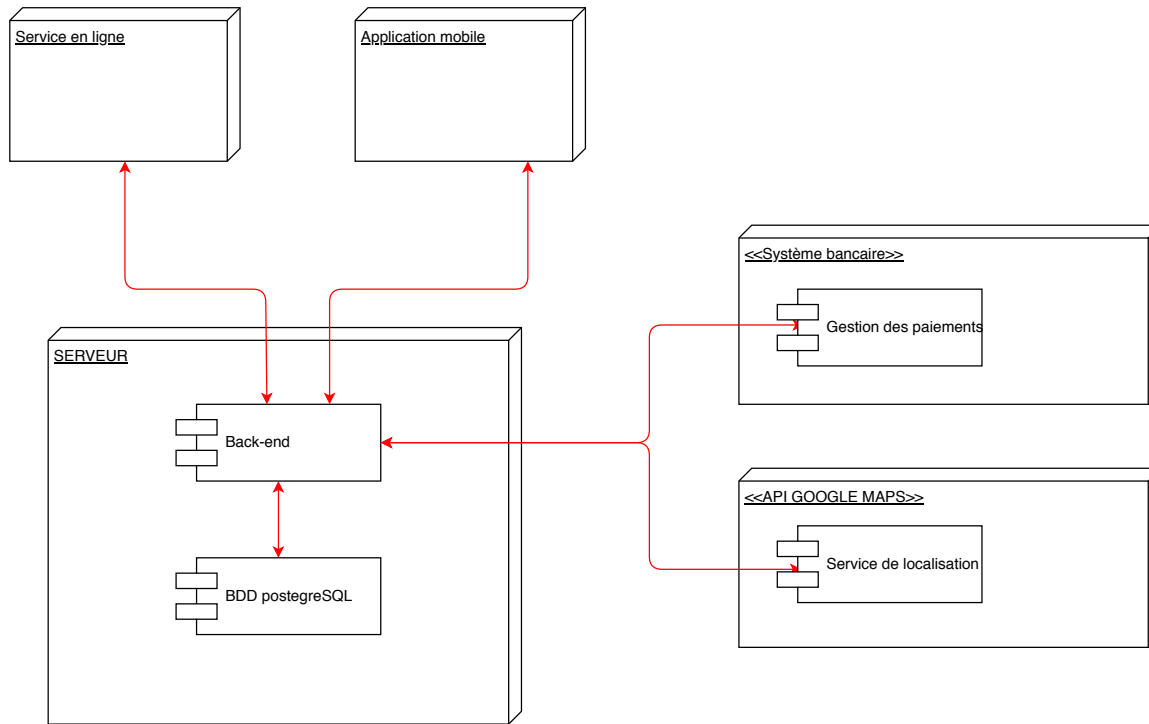 Service en ligne
Application mobile
<<Système bancaire>>
Gestion des paiements
SERVEUR
Back-end
<<API GOOGLE MAPS>>
Service de localisation
BDD postegreSQL